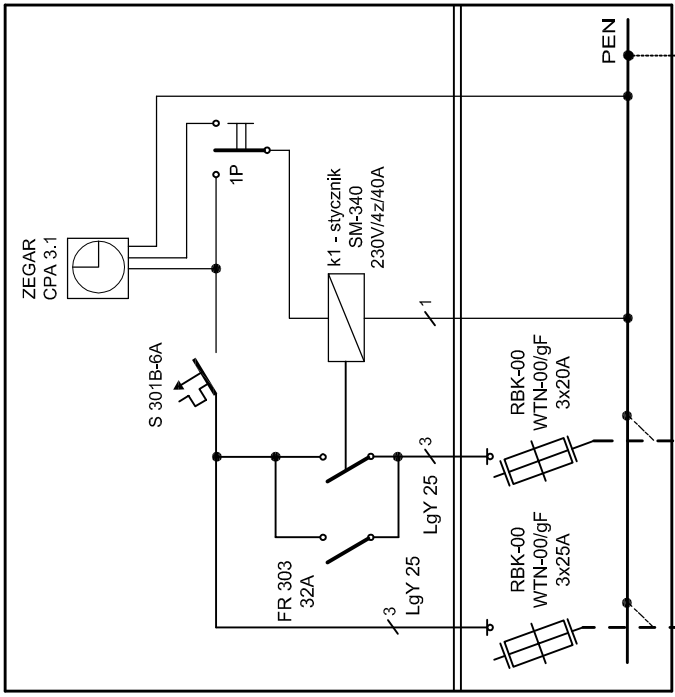 PEN
ZEGAR
CPA 3.1
1P
k1 - stycznik
SM-340
230V/4z/40A
1
S 301B-6A
3
LgY 25
FR 303
32A
3
LgY 25
RBK-00
WTN-00/gF
3x20A
RBK-00
WTN-00/gF
3x25A